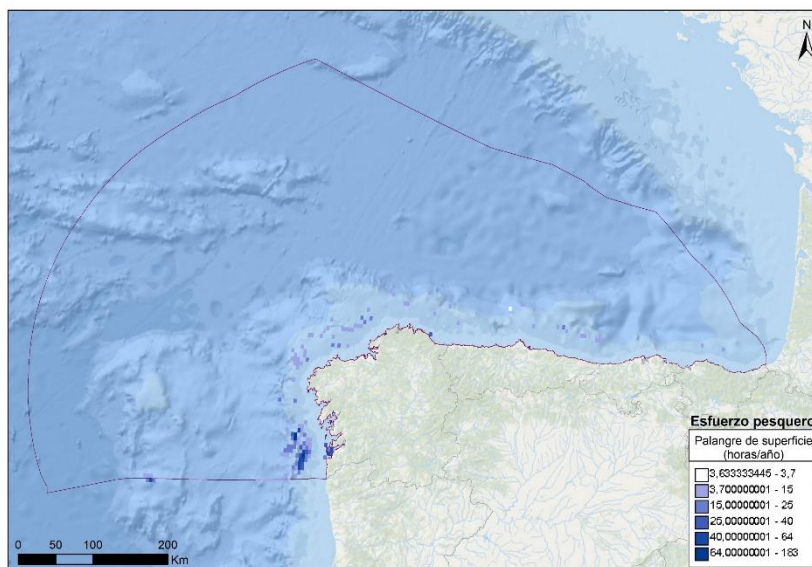 N
Esfuerzo pesquero
Palangre de superficie
(horas/año)
3,633333445 - 3,7
3,70000001 - 15
15,00000001 - 25
25,00000001 - 40
40,00000001 - 64
64,00000001 - 183
0 50 100 200
Km